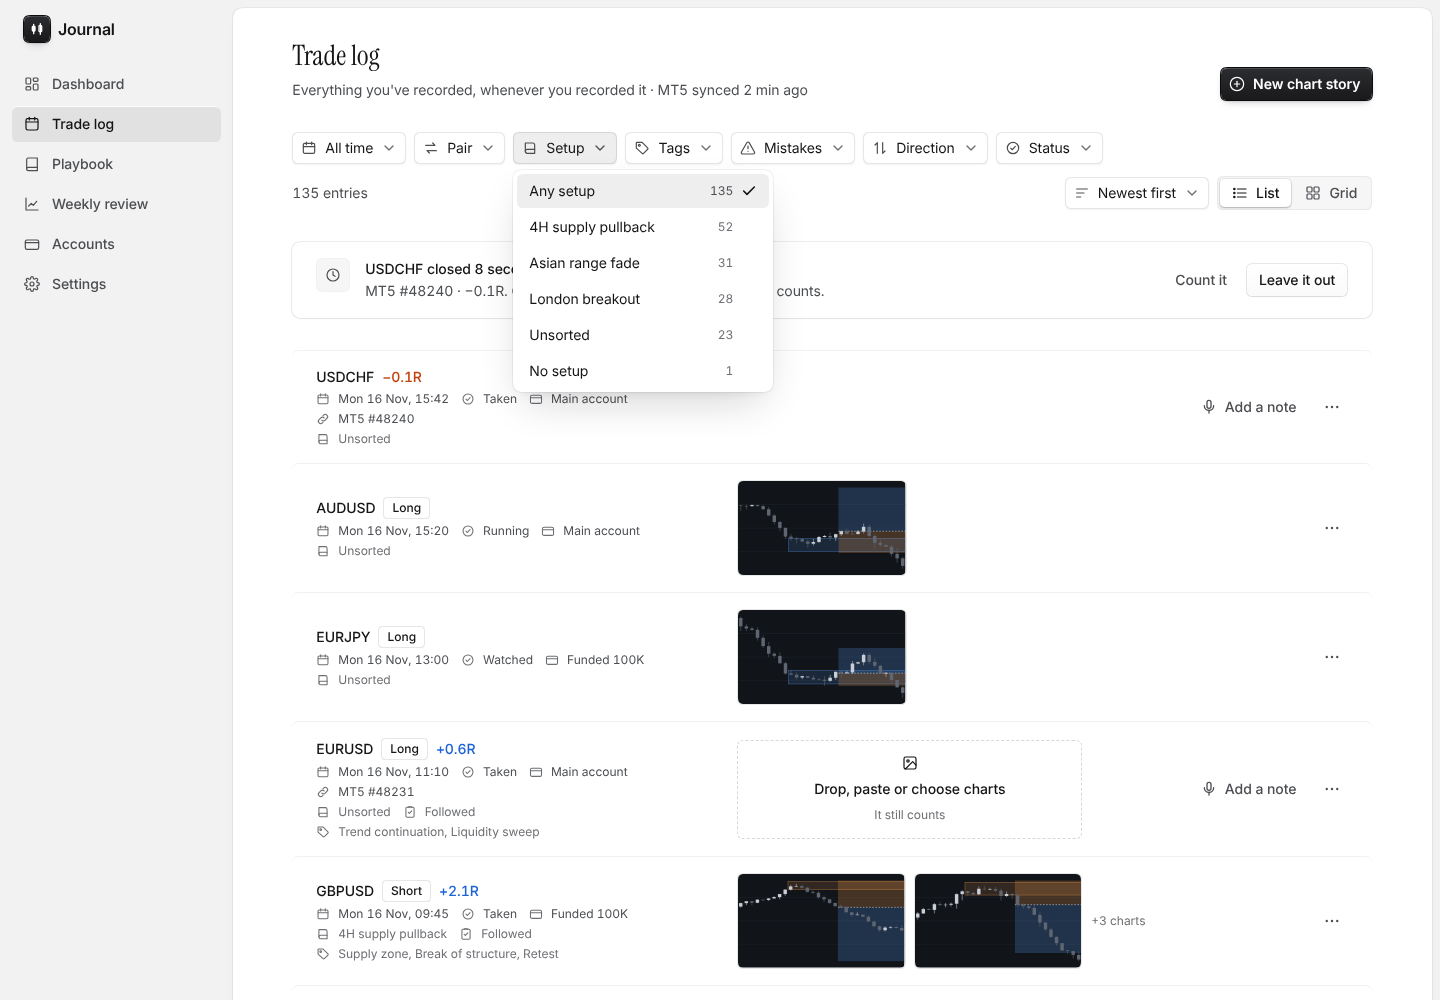 Journal
Dashboard
Trade log
Playbook
Weekly review
Accounts
Settings
Trade log
Everything you've recorded, whenever you recorded it · MT5 synced 2 min ago
New chart story
All time
Pair
Setup
Tags
Mistakes
Direction
Status
135 entries
Newest first
List
Grid
Any setup 135
4H supply pullback 52
Asian range fade 31
London breakout 28
Unsorted 23
No setup 1
USDCHF closed 8
MT5 #48240 · −0.1R.
counts.
Count it
Leave it out
USDCHF −0.1R
Mon 16 Nov, 15:42 Taken Main account
MT5 #48240
Unsorted
Add a note
AUDUSD Long
Mon 16 Nov, 15:20 Running Main account
Unsorted
EURJPY Long
Mon 16 Nov, 13:00 Watched Funded 100K
Unsorted
EURUSD Long +0.6R
Mon 16 Nov, 11:10 Taken Main account
MT5 #48231
Unsorted Followed
Trend continuation, Liquidity sweep
Drop, paste or choose charts
It still counts
Add a note
GBPUSD Short +2.1R
Mon 16 Nov, 09:45 Taken Funded 100K
4H supply pullback Followed
Supply zone, Break of structure, Retest
+3 charts